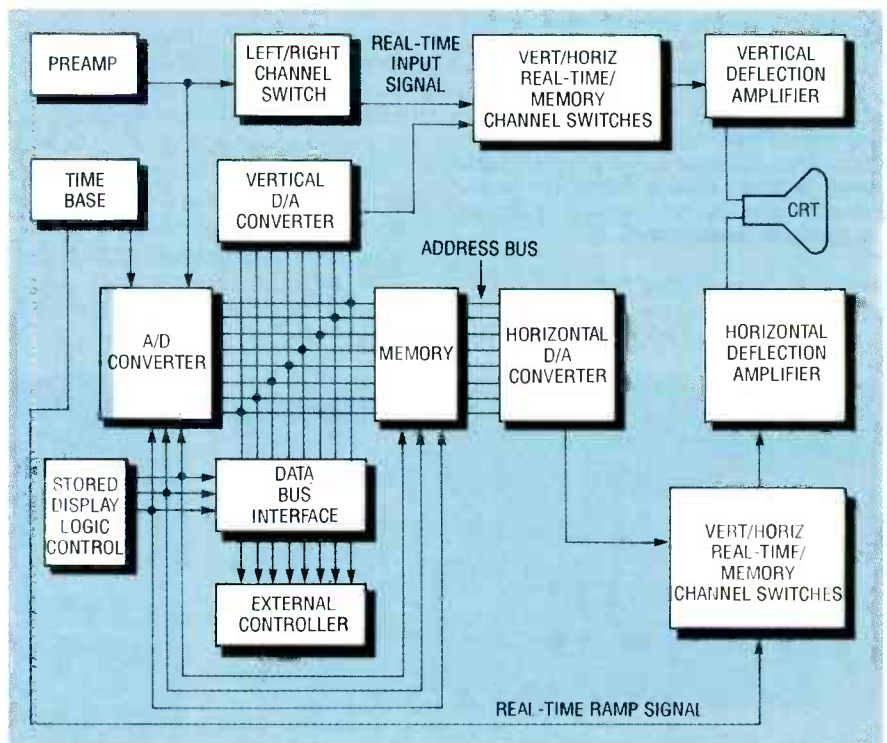 PREAMP
LEFT/RIGHT
CHANNEL
SWITCH
REAL-TIME
INPUT
SIGNAL
VERT/HORIZ
REAL-TIME/
MEMORY
CHANNEL SWITCHES
VERTICAL
DEFLECTION
AMPLIFIER
TIME
BASE
VERTICAL
D/A
CONVERTER
CRT
ADDRESS BUS
A/D
CONVERTER
MEMORY
HORIZONTAL
D/A
CONVERTER
HORIZONTAL
DEFLECTION
AMPLIFIER
STORED
DISPLAY
LOGIC
CONTROL
DATA
BUS
INTERFACE
VERT/HORIZ
REAL-TIME/
MEMORY
CHANNEL SWITCHES
EXTERNAL
CONTROLLER
REAL-TIME RAMP SIGNAL